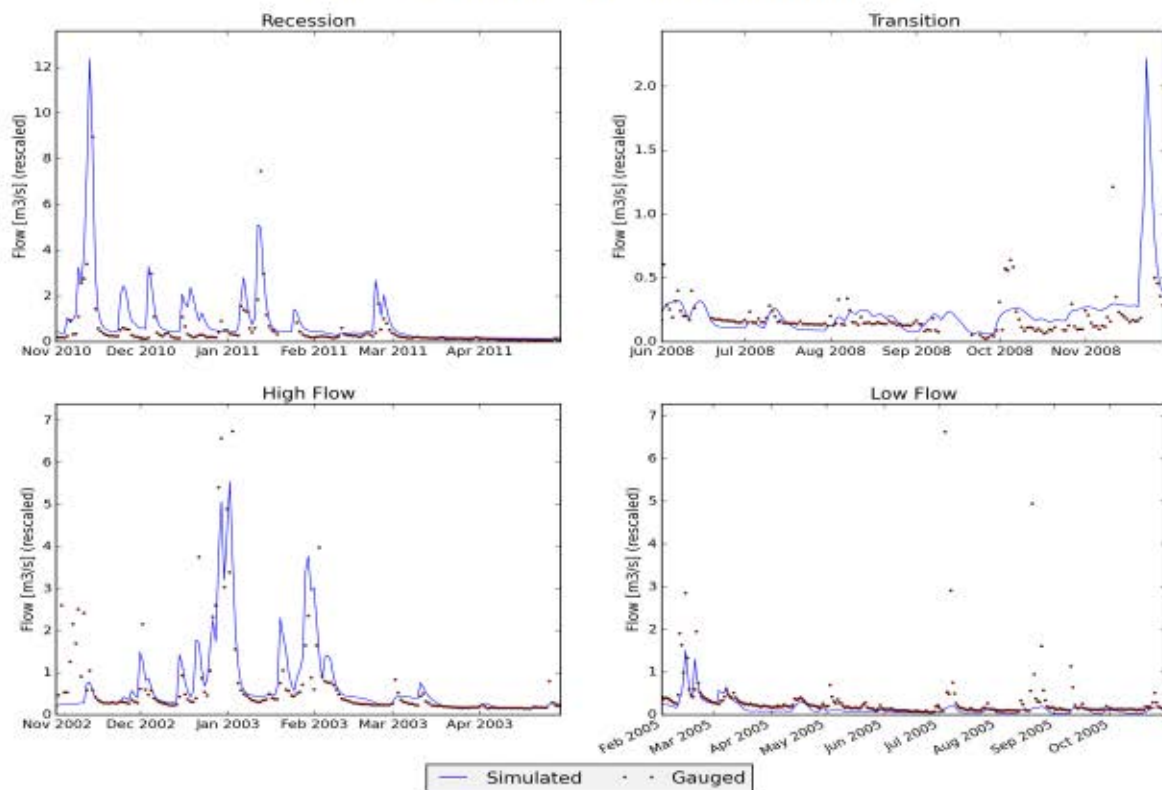 Recession
Flow [m3/s] (rescaled)
12
10
8
6
4
2
0
Nov 2010 Dec 2010 Jan 2011 Feb 2011 Mar 2011 Apr 2011
Transition
Flow [m3/s] (rescaled)
2.0
1.5
1.0
0.5
0.0
Jun 2008 Jul 2008 Aug 2008 Sep 2008 Oct 2008 Nov 2008
High Flow
Flow [m3/s] (rescaled)
7
6
5
4
3
2
1
0
Nov 2002 Dec 2002 Jan 2003 Feb 2003 Mar 2003 Apr 2003
Low Flow
Flow [m3/s] (rescaled)
7
6
5
4
3
2
1
0
Feb 2005 Mar 2005 Apr 2005 May 2005 Jun 2005 Jul 2005 Aug 2005 Sep 2005 Oct 2005
Simulated Gauged